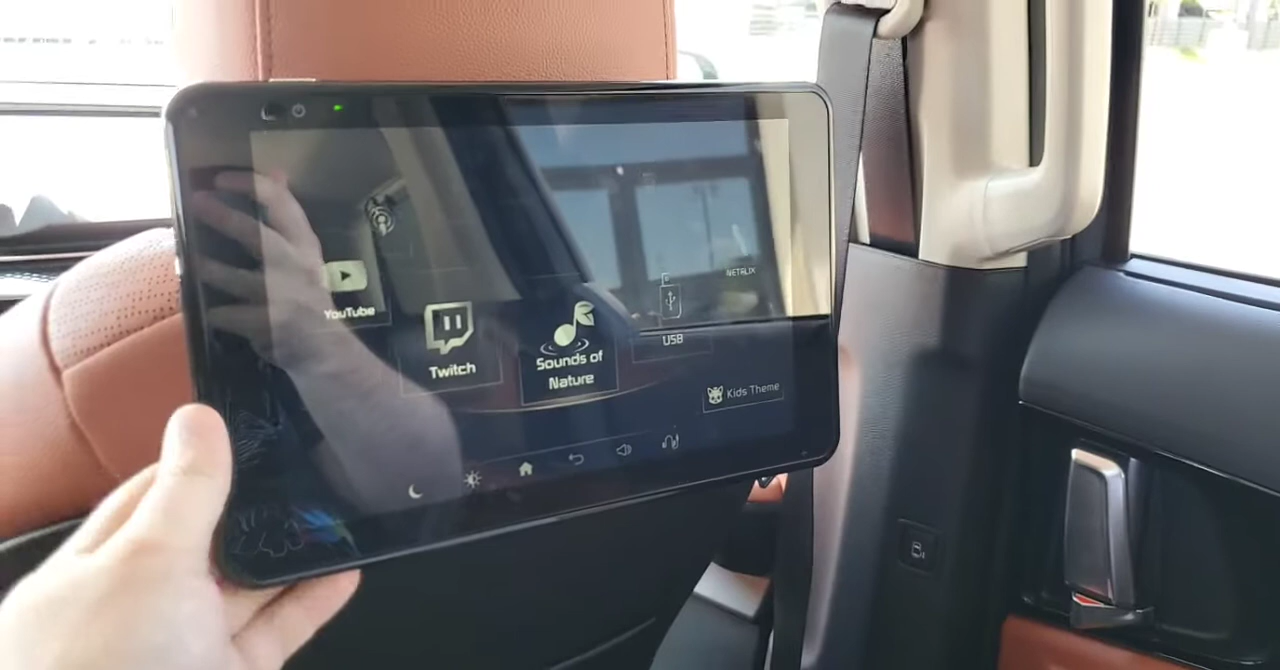 YouTube
Twitch
Sounds of
Nature
USB
NETFLIX
Kids Theme